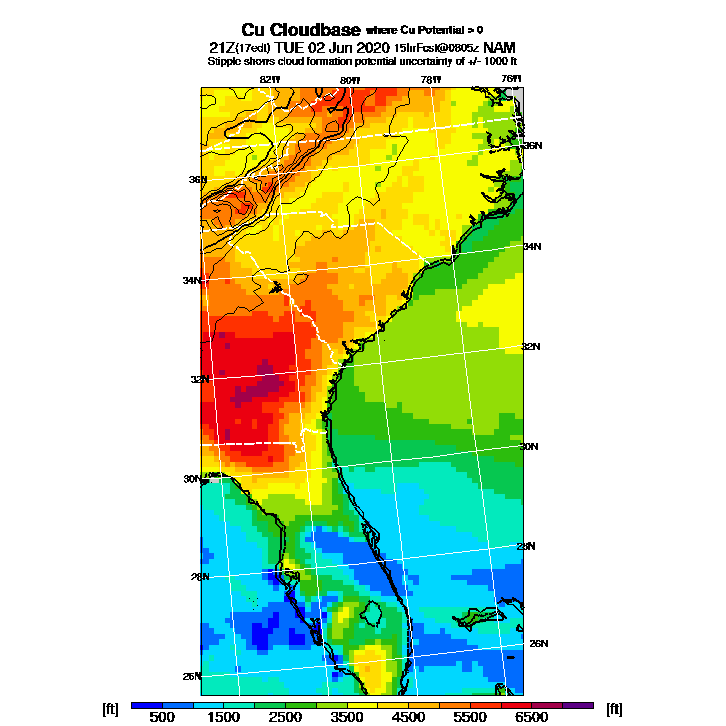 Cu Cloudbase where Cu Potential > 0
21Z(17edt) TUE 02 Jun 2020 15hrFcst@0805z NAM
Stipple shows cloud formation potential uncertainty of +/- 1000 ft
82W 80W 78W 76W
36N
36N
34N
34N
32N
32N
30N
30N
28N
28N
26N
26N
[ft] 500 1500 2500 3500 4500 5500 6500 [ft]